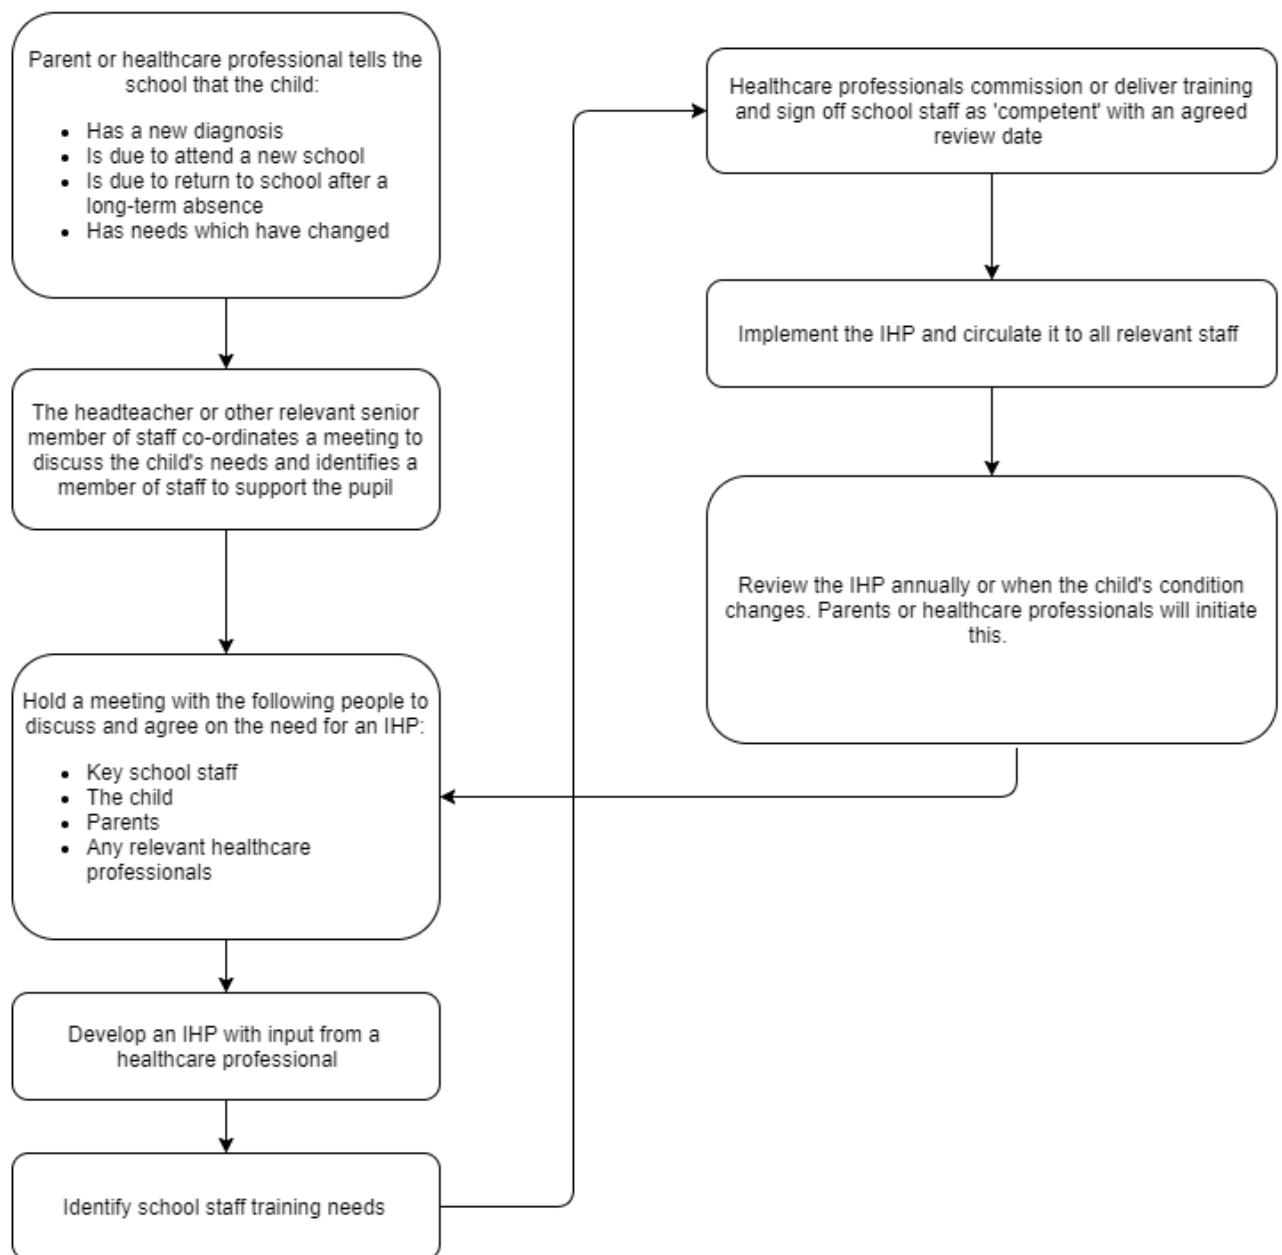 Parent or healthcare professional tells the
school that the child:
• Has a new diagnosis
• Is due to attend a new school
• Is due to return to school after a
long-term absence
• Has needs which have changed
The headteacher or other relevant senior
member of staff co-ordinates a meeting to
discuss the child's needs and identifies a
member of staff to support the pupil
Hold a meeting with the following people to
discuss and agree on the need for an IHP:
• Key school staff
• The child
• Parents
• Any relevant healthcare
professionals
Develop an IHP with input from a
healthcare professional
Identify school staff training needs
Healthcare professionals commission or deliver training
and sign off school staff as 'competent' with an agreed
review date
Implement the IHP and circulate it to all relevant staff
Review the IHP annually or when the child's condition
changes. Parents or healthcare professionals will initiate
this.